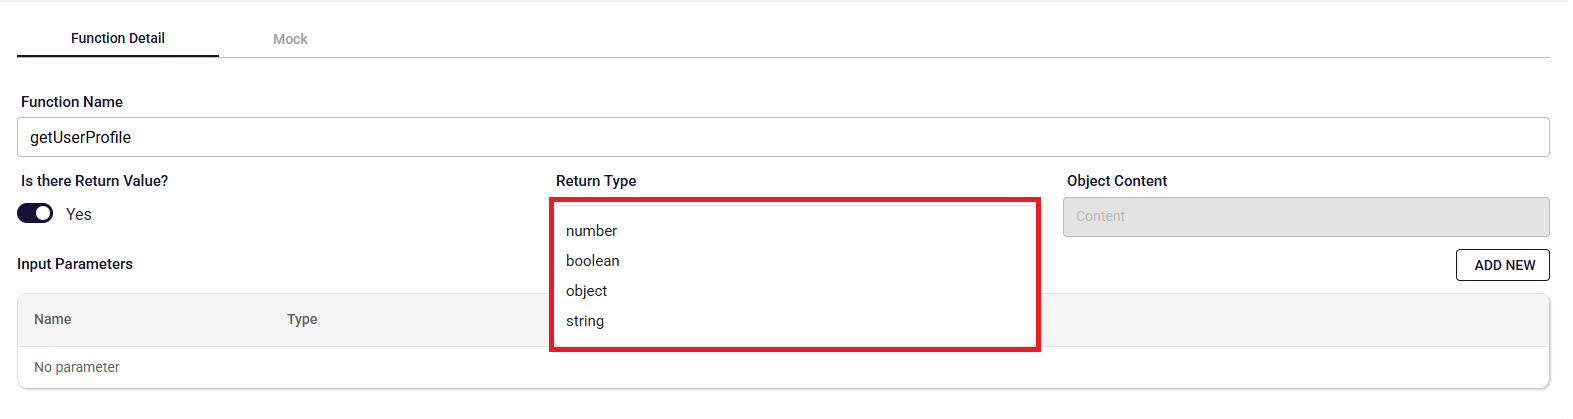 Function Detail Mock
Function Name
getUserProfile
Is there Return Value? Return Type Object Content
Yes
number
boolean
object
string
Content
Input Parameters ADD NEW
Name Type
No parameter